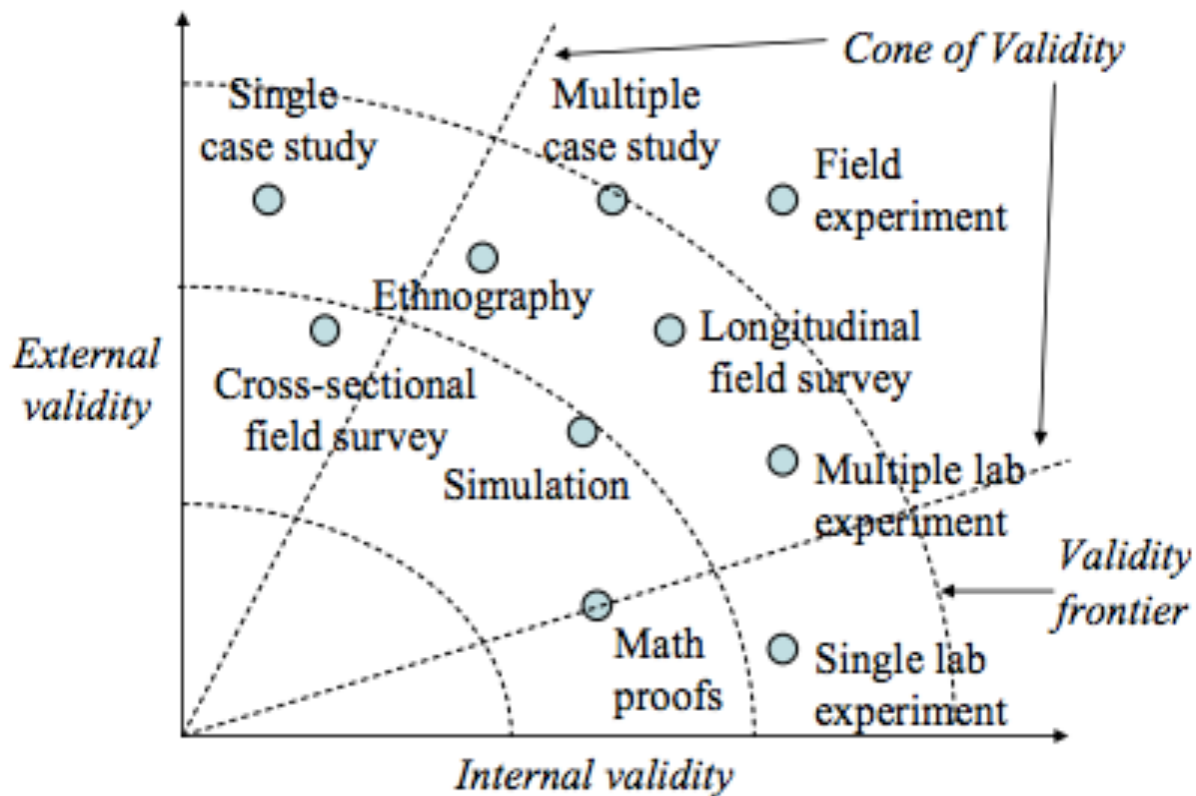 Cone of Validity
Single
case study
Multiple
case study
Field
experiment
Ethnography
External
validity
Cross-sectional
field survey
Longitudinal
field survey
Simulation
Multiple lab
experiment
Validity
frontier
Math
proofs
Single lab
experiment
Internal validity